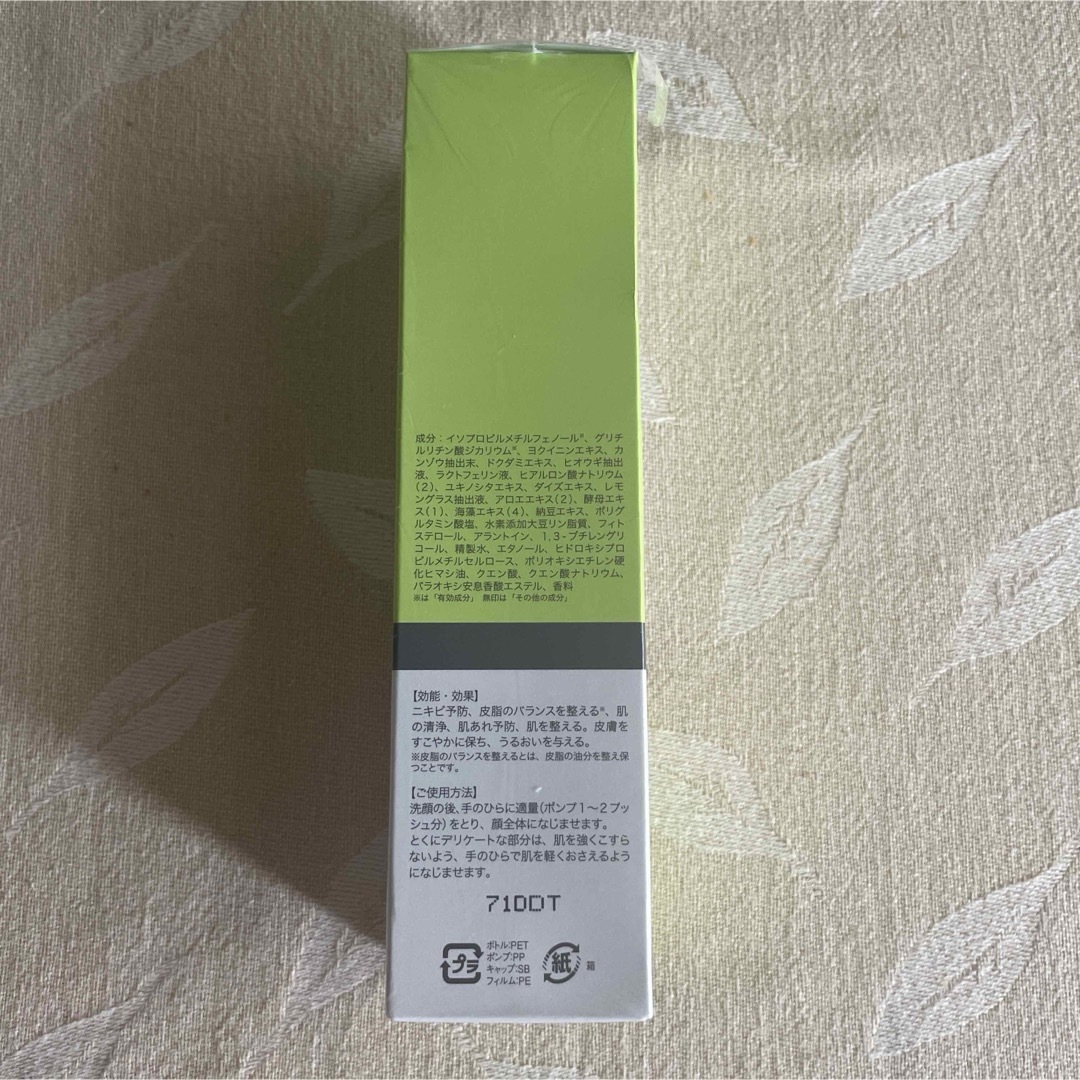 成分：イソプロピルメチルフェノール※、グリチ
ルリチン酸ジカリウム※、ヨクイニンエキス、カ
ンゾウ抽出末、ドクダミエキス、ヒオウギ抽出
液、ラクトフェリン液、ヒアルロン酸ナトリウム
(2)、ユキノシタエキス、ダイズエキス、レモ
ングラス抽出液、アロエエキス(2)、酵母エキ
ス(1)、海藻エキス(4)、納豆エキス、ポリグ
ルタミン酸塩、水素添加大豆リン脂質、フィト
ステロール、アラントイン、1,3-ブチレングリ
コール、精製水、エタノール、ヒドロキシプロ
ピルメチルセルロース、ポリオキシエチレン硬
化ヒマシ油、クエン酸、クエン酸ナトリウム、
パラオキシ安息香酸エステル、香料
※は「有効成分」 無印は「その他の成分」
【効能・効果】
ニキビ予防、皮脂のバランスを整える※、肌
の清浄、肌あれ予防、肌を整える。皮膚を
すこやかに保ち、うるおいを与える。
※皮脂のバランスを整えるとは、皮脂の油分を整え保
つことです。
【ご使用方法】
洗顔の後、手のひらに適量(ポンプ1〜2プッ
シュ分)をとり、顔全体になじませます。
とくにデリケートな部分は、肌を強くこすら
ないよう、手のひらで肌を軽くおさえるよう
になじませます。
710DT
プラ
ボトル:PET
ポンプ:PP
キャップ:SB
フィルム:PE
紙
箱